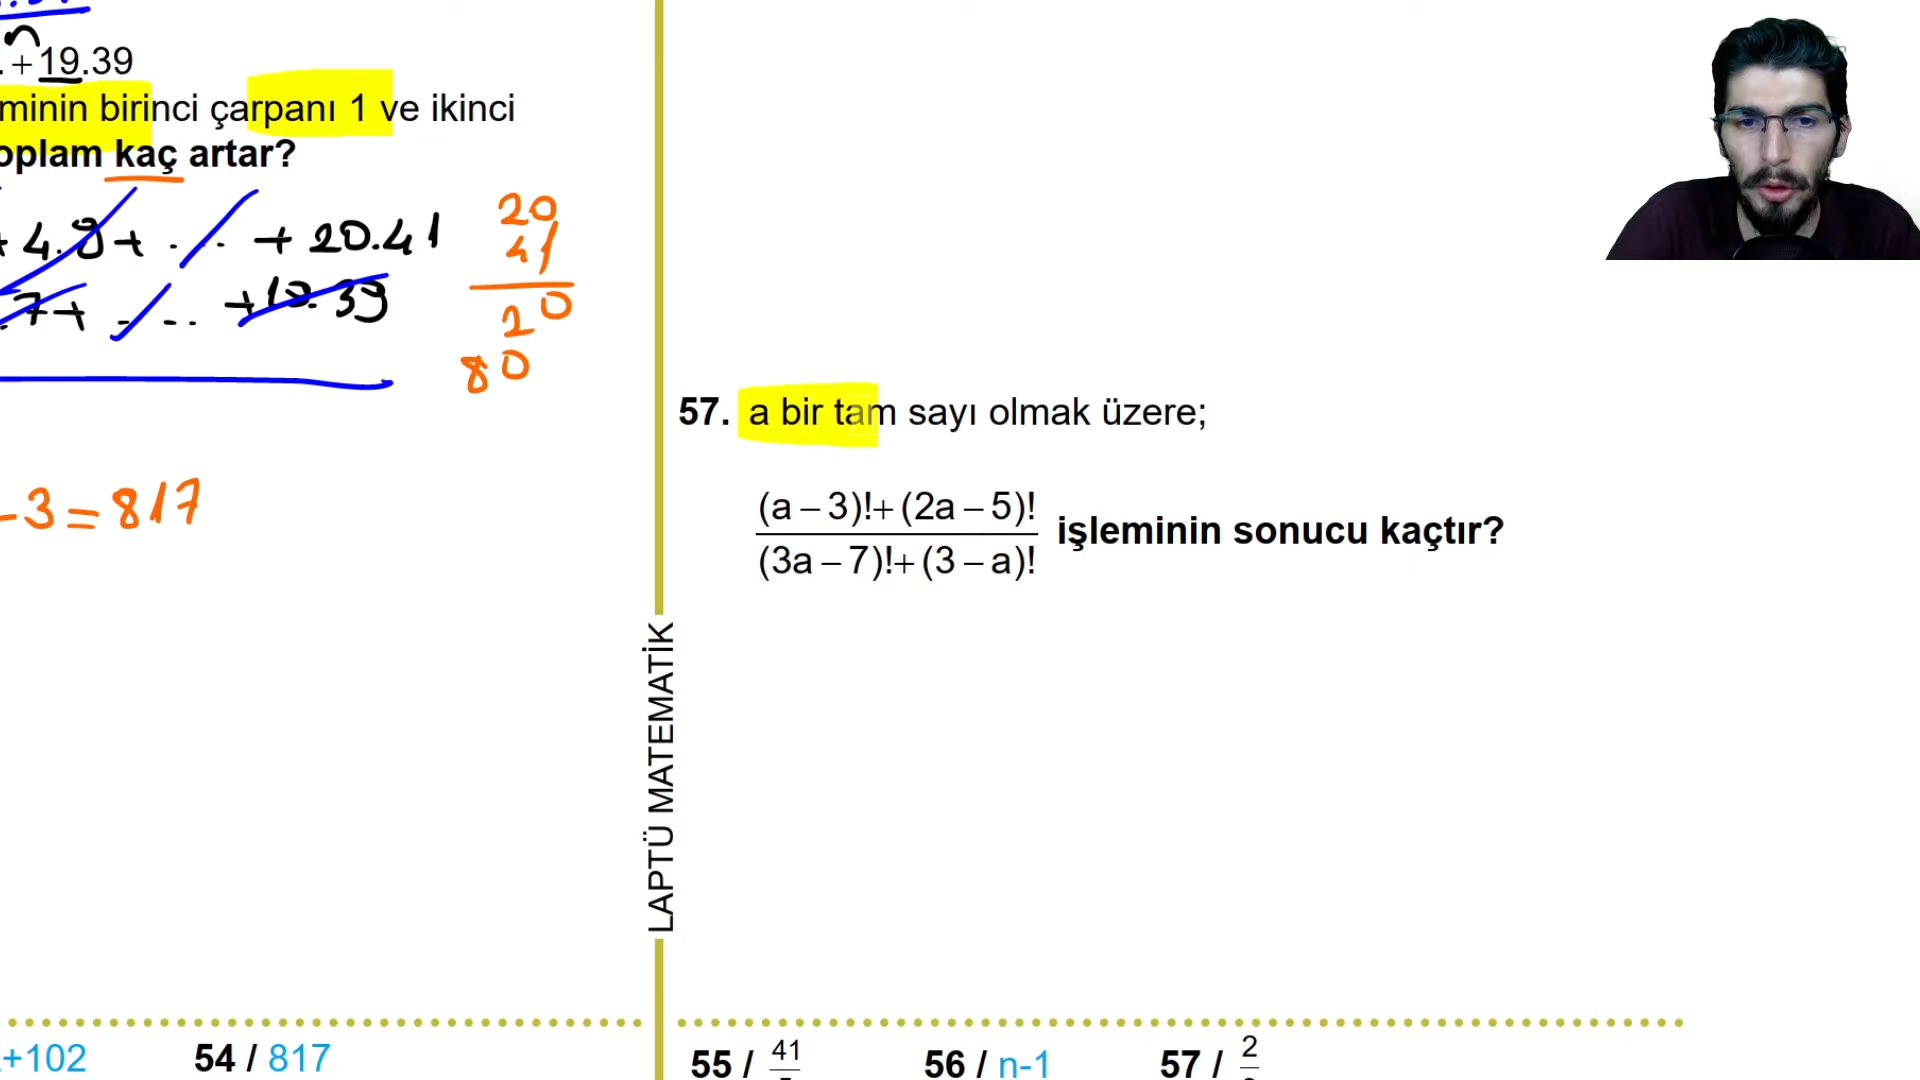 .+19.39
minin birinci çarpanı 1 ve ikinci
oplam kaç artar?
+ 4.9+ ... + 20.41
.7+ ... +19.39
20
41
20
80
-3=817
57. a bir tam sayı olmak üzere;
(a – 3)!+(2a – 5)!
(3a – 7)!+(3 – a)!
işleminin sonucu kaçtır?
LAPTÜ MATEMATİK
+102
54 / 817
55 / 41
56 / n-1
57 / 2